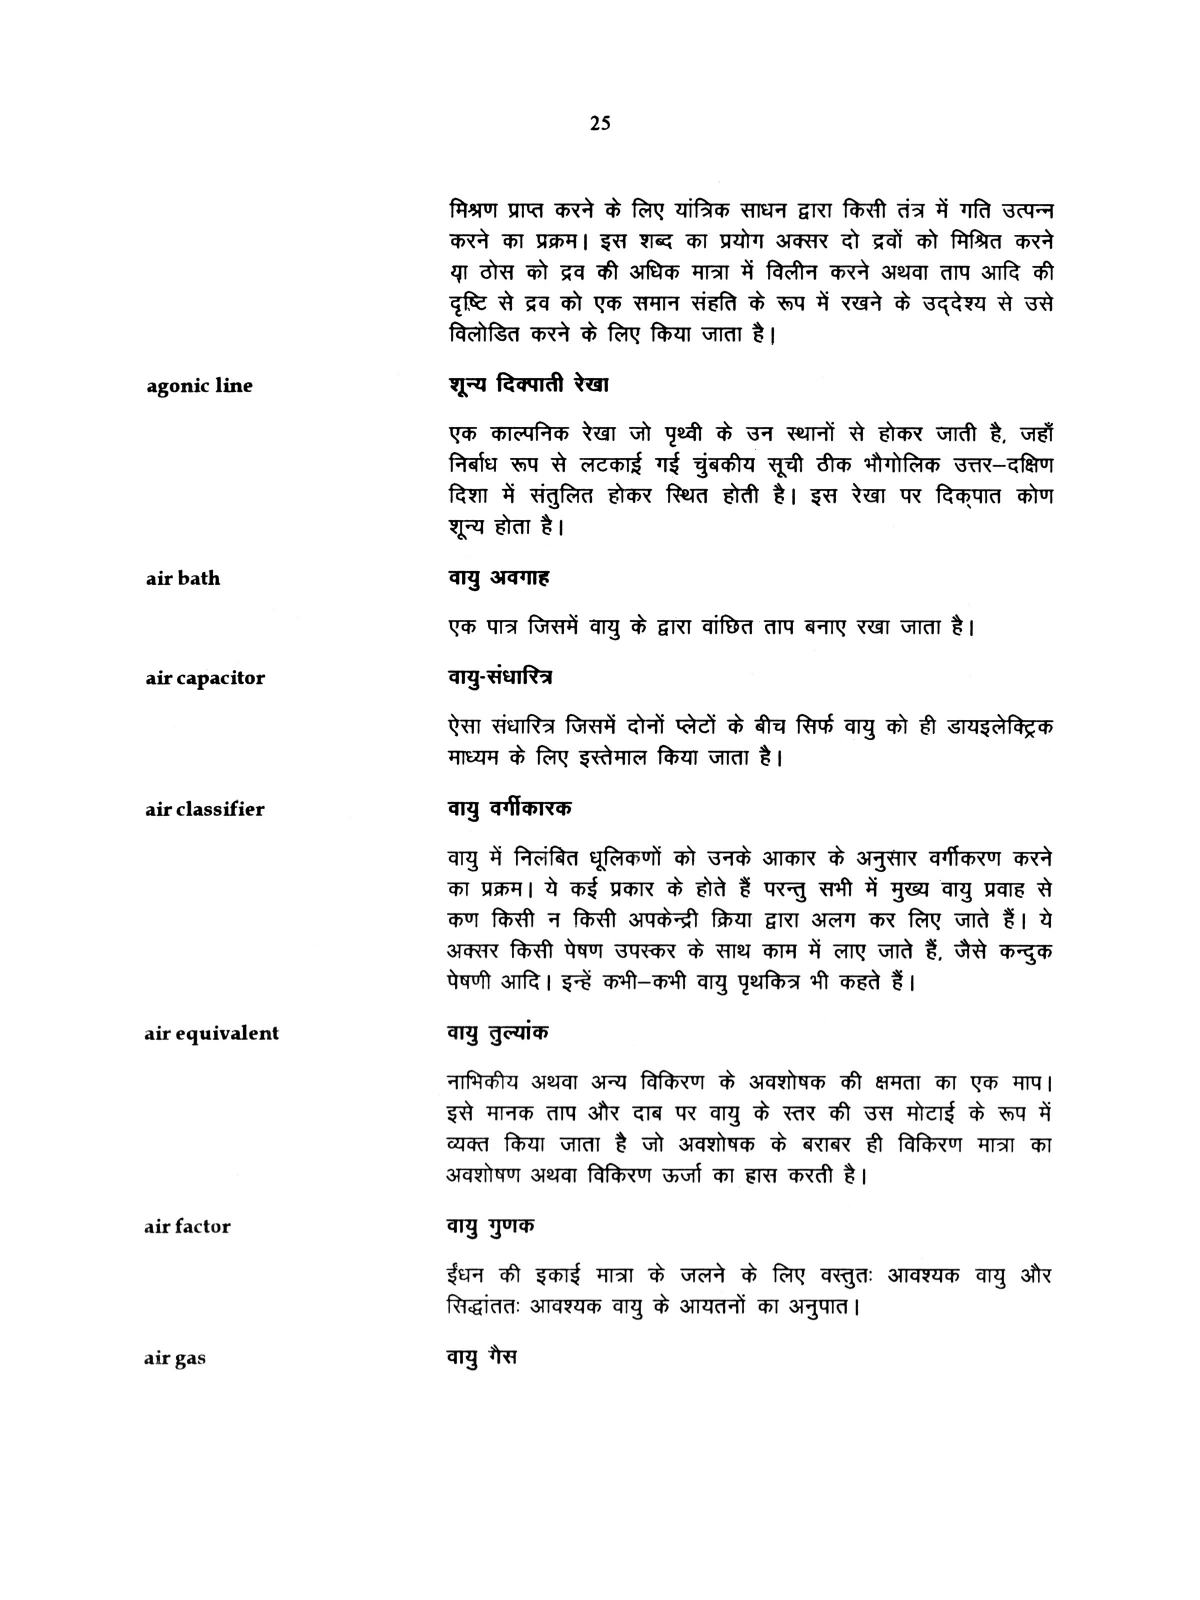 25
मिश्रण प्राप्त करने के लिए यांत्रिक साधन द्वारा किसी तंत्र में गति उत्पन्न
करने का प्रक्रम। इस शब्द का प्रयोग अक्सर दो द्रवों को मिश्रित करने
या ठोस को द्रव की अधिक मात्रा में विलीन करने अथवा ताप आदि की
दृष्टि से द्रव को एक समान संहति के रूप में रखने के उद्देश्य से उसे
विलोडित करने के लिए किया जाता है।
agonic line शून्य दिक्पाती रेखा
एक काल्पनिक रेखा जो पृथ्वी के उन स्थानों से होकर जाती है, जहाँ
निर्बाध रूप से लटकाई गई चुंबकीय सूची ठीक भौगोलिक उत्तर–दक्षिण
दिशा में संतुलित होकर स्थित होती है। इस रेखा पर दिक्पात कोण
शून्य होता है।
air bath वायु अवगाह
एक पात्र जिसमें वायु के द्वारा वांछित ताप बनाए रखा जाता है।
air capacitor वायु-संधारित्र
ऐसा संधारित्र जिसमें दोनों प्लेटों के बीच सिर्फ वायु को ही डायइलेक्ट्रिक
माध्यम के लिए इस्तेमाल किया जाता है।
air classifier वायु वर्गीकारक
वायु में निलंबित धूलिकणों को उनके आकार के अनुसार वर्गीकरण करने
का प्रक्रम। ये कई प्रकार के होते हैं परन्तु सभी में मुख्य वायु प्रवाह से
कण किसी न किसी अपकेन्द्री क्रिया द्वारा अलग कर लिए जाते हैं। ये
अक्सर किसी पेषण उपस्कर के साथ काम में लाए जाते हैं, जैसे कन्दुक
पेषणी आदि। इन्हें कभी–कभी वायु पृथकित्र भी कहते हैं।
air equivalent वायु तुल्यांक
नाभिकीय अथवा अन्य विकिरण के अवशोषक की क्षमता का एक माप।
इसे मानक ताप और दाब पर वायु के स्तर की उस मोटाई के रूप में
व्यक्त किया जाता है जो अवशोषक के बराबर ही विकिरण मात्रा का
अवशोषण अथवा विकिरण ऊर्जा का ह्रास करती है।
air factor वायु गुणक
ईंधन की इकाई मात्रा के जलने के लिए वस्तुतः आवश्यक वायु और
सिद्धांततः आवश्यक वायु के आयतनों का अनुपात।
air gas वायु गैस